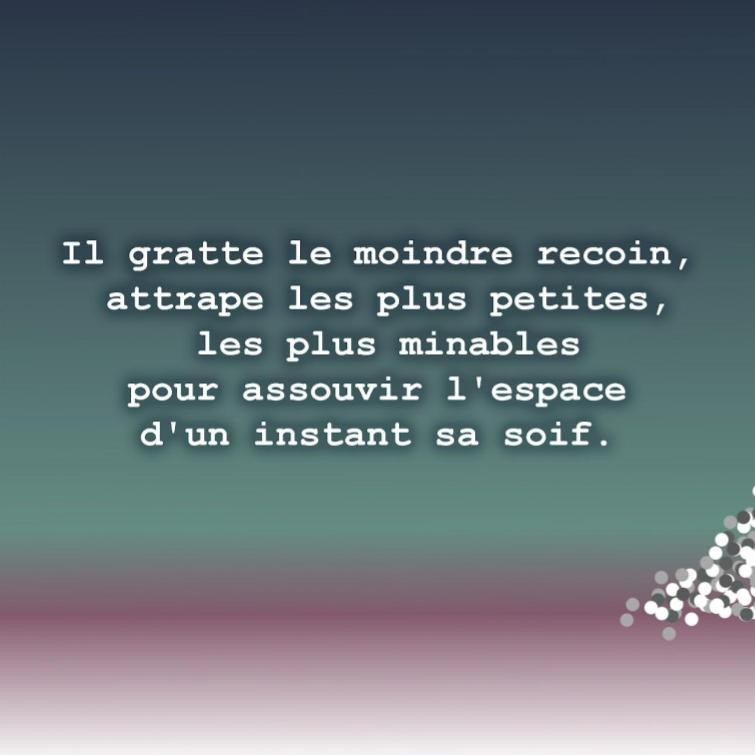 Il gratte le moindre recoin,
attrape les plus petites,
les plus minables
pour assouvir l'espace
d'un instant sa soif.